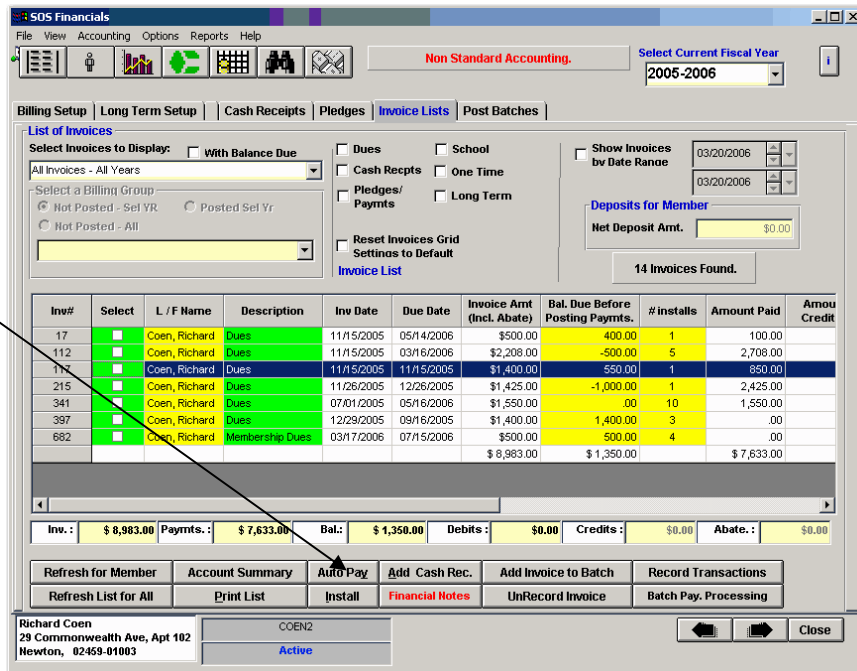 SOS Financials
File View Accounting Options Reports Help
Non Standard Accounting.
Select Current Fiscal Year
2005-2006
i
Billing Setup Long Term Setup Cash Receipts Pledges Invoice Lists Post Batches
List of Invoices
Select Invoices to Display: With Balance Due
All Invoices - All Years
Select a Billing Group
Not Posted - Sel YR Posted Sel Yr
Not Posted - All
Dues School
Cash Recpts One Time
Pledges/ Paymts Long Term
Reset Invoices Grid Settings to Default
Invoice List
Show Invoices by Date Range
03/20/2006
03/20/2006
Deposits for Member
Net Deposit Amt. $0.00
14 Invoices Found.
Inv# Select L / F Name Description Inv Date Due Date Invoice Amt (Incl. Abate) Bal. Due Before Posting Paymts. # installs Amount Paid Amou Credit
17 Coen, Richard Dues 11/15/2005 05/14/2006 $500.00 400.00 1 100.00
112 Coen, Richard Dues 11/15/2005 03/16/2006 $2,208.00 -500.00 5 2,708.00
117 Coen, Richard Dues 11/15/2005 11/15/2005 $1,400.00 550.00 1 850.00
215 Coen, Richard Dues 11/26/2005 12/26/2005 $1,425.00 -1,000.00 1 2,425.00
341 Coen, Richard Dues 07/01/2005 05/16/2006 $1,550.00 .00 10 1,550.00
397 Coen, Richard Dues 12/29/2005 09/16/2005 $1,400.00 1,400.00 3 .00
682 Coen, Richard Membership Dues 03/17/2006 07/15/2006 $500.00 500.00 4 .00
$ 8,983.00 $ 1,350.00 $ 7,633.00
Inv. : $ 8,983.00 Paymts. : $ 7,633.00 Bal.: $ 1,350.00 Debits : $0.00 Credits : $0.00 Abate. : $0.00
Refresh for Member Account Summary Auto Pay Add Cash Rec. Add Invoice to Batch Record Transactions
Refresh List for All Print List Install Financial Notes UnRecord Invoice Batch Pay. Processing
Richard Coen
29 Commonwealth Ave, Apt 102
Newton, 02459-01003
COEN2
Active
Close